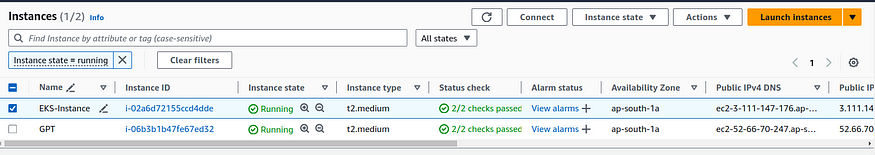 Instances (1/2) Info Connect Instance state Actions Launch instances
Find Instance by attribute or tag (case-sensitive) All states
Instance state = running Clear filters 1
Name Instance ID Instance state Instance type Status check Alarm status Availability Zone Public IPv4 DNS Public IP
EKS-Instance i-02a6d72155ccd4dde Running t2.medium 2/2 checks passed View alarms + ap-south-1a ec2-3-111-147-176.ap-... 3.111.14
GPT i-06b3b1b47fe67ed32 Running t2.medium 2/2 checks passed View alarms + ap-south-1a ec2-52-66-70-247.ap-s... 52.66.70